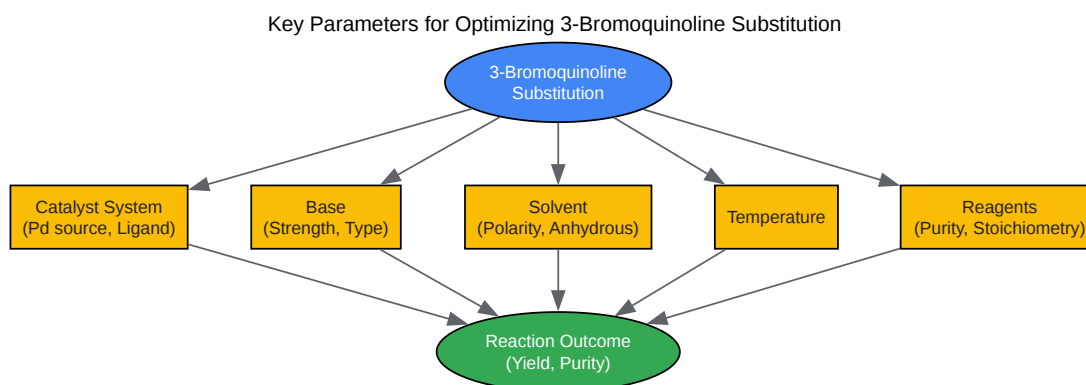 Key Parameters for Optimizing 3-Bromoquinoline Substitution
3-Bromoquinoline
Substitution
Catalyst System
(Pd source, Ligand)
Base
(Strength, Type)
Solvent
(Polarity, Anhydrous)
Temperature
Reagents
(Purity, Stoichiometry)
Reaction Outcome
(Yield, Purity)